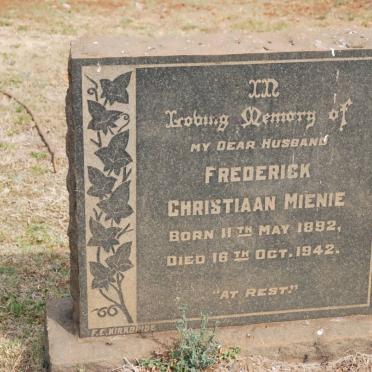 In
Loving Memory of
MY DEAR HUSBAND
FREDERICK
CHRISTIAAN MIENIE
BORN 11TH MAY 1892,
DIED 16TH OCT. 1942.
"AT REST."
F.E. KIRKBRIDE